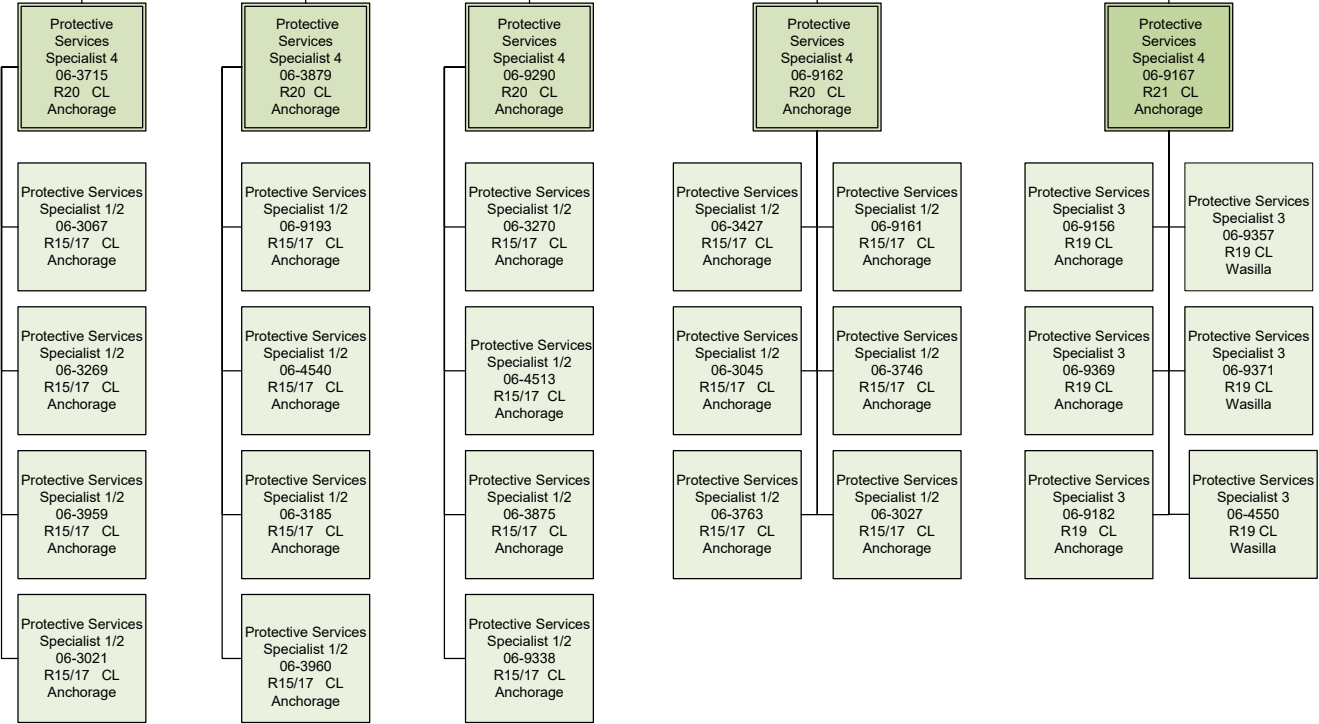 Protective
Services
Specialist 4
06-3715
R20 CL
Anchorage
Protective Services
Specialist 1/2
06-3067
R15/17 CL
Anchorage
Protective Services
Specialist 1/2
06-3269
R15/17 CL
Anchorage
Protective Services
Specialist 1/2
06-3959
R15/17 CL
Anchorage
Protective Services
Specialist 1/2
06-3021
R15/17 CL
Anchorage
Protective
Services
Specialist 4
06-3879
R20 CL
Anchorage
Protective Services
Specialist 1/2
06-9193
R15/17 CL
Anchorage
Protective Services
Specialist 1/2
06-4540
R15/17 CL
Anchorage
Protective Services
Specialist 1/2
06-3185
R15/17 CL
Anchorage
Protective Services
Specialist 1/2
06-3960
R15/17 CL
Anchorage
Protective
Services
Specialist 4
06-9290
R20 CL
Anchorage
Protective Services
Specialist 1/2
06-3270
R15/17 CL
Anchorage
Protective Services
Specialist 1/2
06-4513
R15/17 CL
Anchorage
Protective Services
Specialist 1/2
06-3875
R15/17 CL
Anchorage
Protective Services
Specialist 1/2
06-9338
R15/17 CL
Anchorage
Protective
Services
Specialist 4
06-9162
R20 CL
Anchorage
Protective Services
Specialist 1/2
06-3427
R15/17 CL
Anchorage
Protective Services
Specialist 1/2
06-9161
R15/17 CL
Anchorage
Protective Services
Specialist 1/2
06-3045
R15/17 CL
Anchorage
Protective Services
Specialist 1/2
06-3746
R15/17 CL
Anchorage
Protective Services
Specialist 1/2
06-3763
R15/17 CL
Anchorage
Protective Services
Specialist 1/2
06-3027
R15/17 CL
Anchorage
Protective
Services
Specialist 4
06-9167
R21 CL
Anchorage
Protective Services
Specialist 3
06-9156
R19 CL
Anchorage
Protective Services
Specialist 3
06-9357
R19 CL
Wasilla
Protective Services
Specialist 3
06-9369
R19 CL
Anchorage
Protective Services
Specialist 3
06-9371
R19 CL
Wasilla
Protective Services
Specialist 3
06-9182
R19 CL
Anchorage
Protective Services
Specialist 3
06-4550
R19 CL
Wasilla